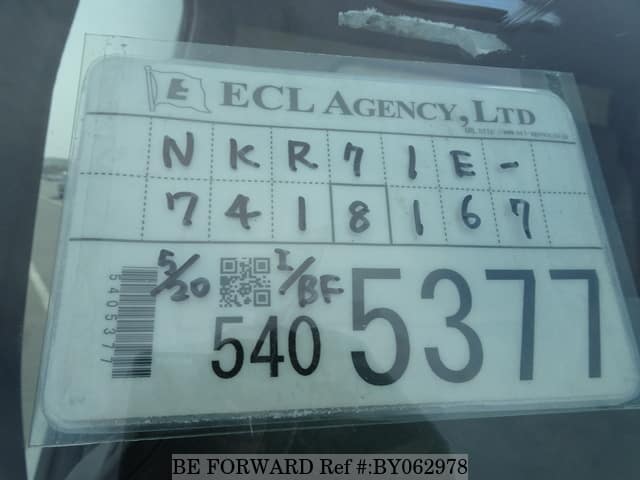 E ECL AGENCY, LTD
NKR71E-
7418167
5/20 I/BF
5405377
540 5377
BE FORWARD Ref #:BY062978